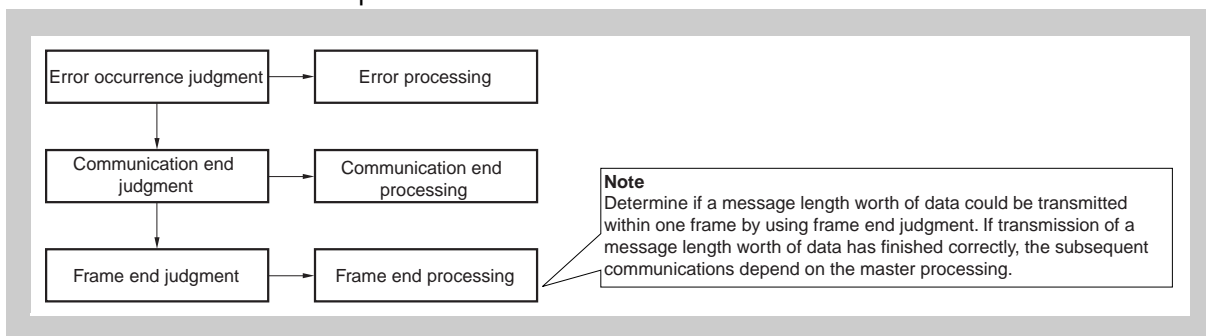 Error occurrence judgment
Error processing
Communication end
judgment
Communication end
processing
Frame end judgment
Frame end processing
Note
Determine if a message length worth of data could be transmitted
within one frame by using frame end judgment. If transmission of a
message length worth of data has finished correctly, the subsequent
communications depend on the master processing.